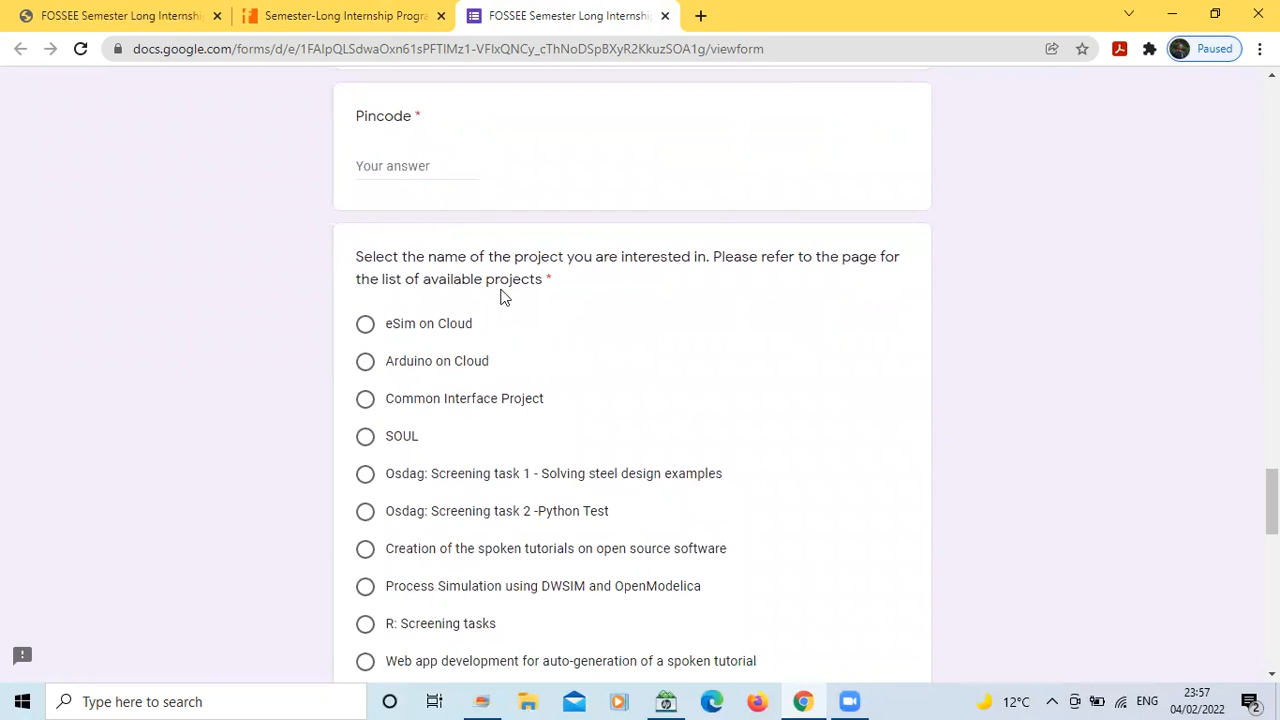 FOSSEE Semester Long Internshi
Semester-Long Internship Progra
FOSSEE Semester Long Internshi
docs.google.com/forms/d/e/1FAIpQLSdwaOxn61sPFTIMz1-VFlxQNCy_cThNoDSpBXyR2KkuzSOA1g/viewform
Paused
Pincode *
Your answer
Select the name of the project you are interested in. Please refer to the page for
the list of available projects *
eSim on Cloud
Arduino on Cloud
Common Interface Project
SOUL
Osdag: Screening task 1 - Solving steel design examples
Osdag: Screening task 2 -Python Test
Creation of the spoken tutorials on open source software
Process Simulation using DWSIM and OpenModelica
R: Screening tasks
Web app development for auto-generation of a spoken tutorial
Type here to search
12°C
ENG
23:57
04/02/2022
2